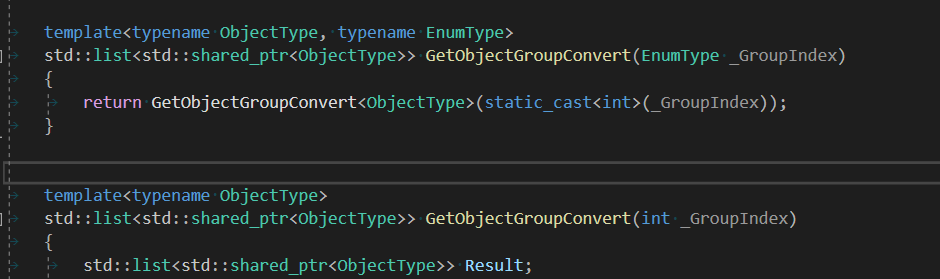 template<typename ObjectType, typename EnumType>
std::list<std::shared_ptr<ObjectType>> GetObjectGroupConvert(EnumType _GroupIndex)
{
return GetObjectGroupConvert<ObjectType>(static_cast<int>(_GroupIndex));
}
template<typename ObjectType>
std::list<std::shared_ptr<ObjectType>> GetObjectGroupConvert(int _GroupIndex)
{
std::list<std::shared_ptr<ObjectType>> Result;